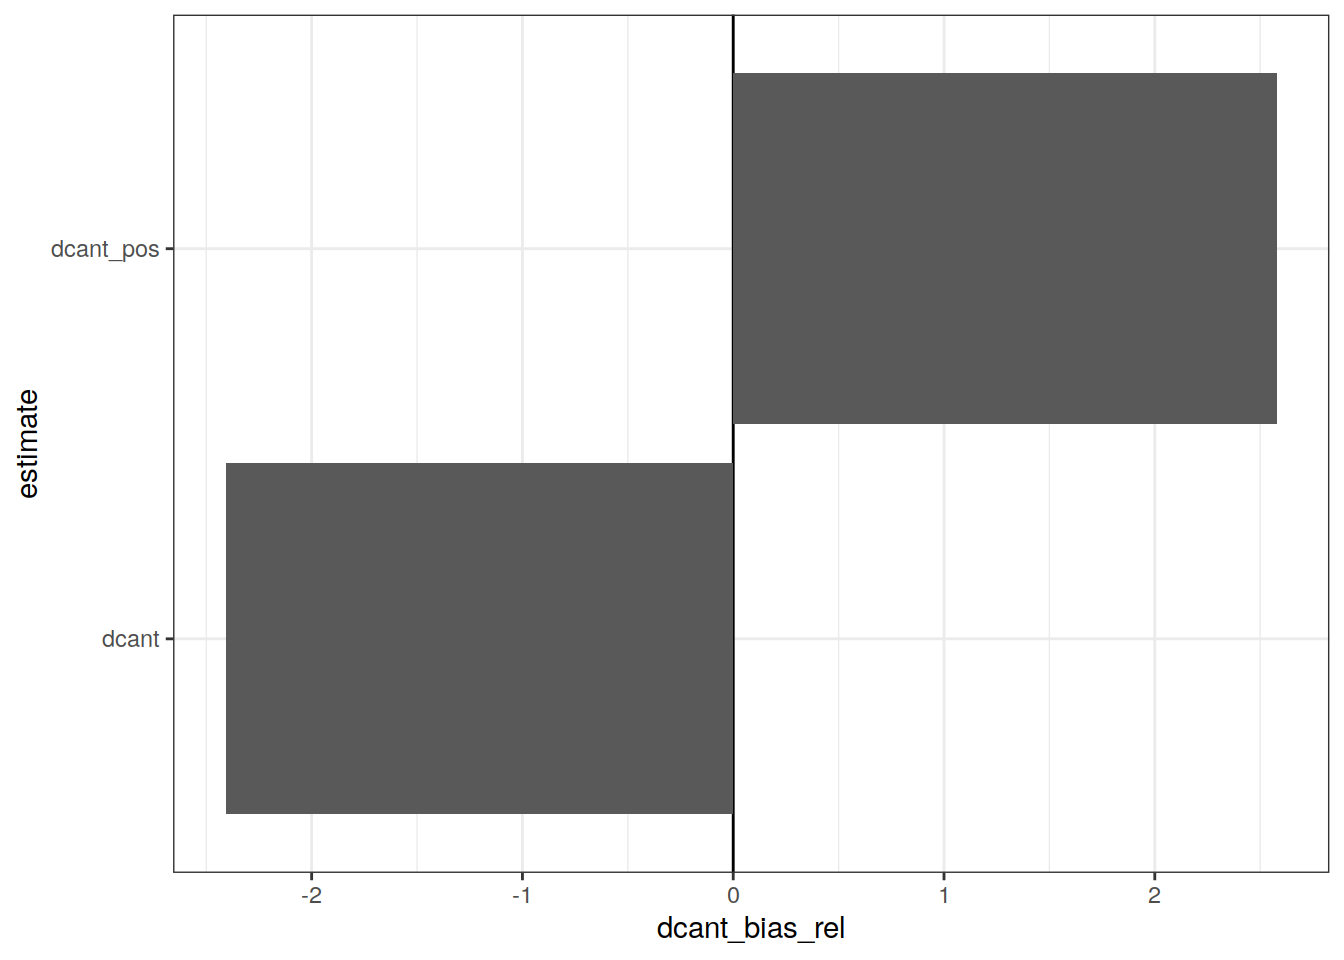 estimate
dcant_pos
dcant
-2 -1 0 1 2
dcant_bias_rel